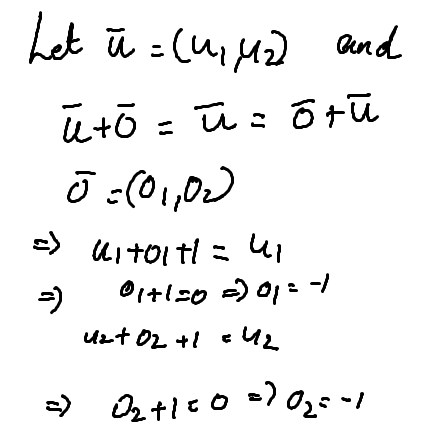 Let ū = (u₁, u₂) and
ū+ō = ū = ō+ū
ō = (o₁, o₂)
=> u₁+o₁+1 = u₁
=> o₁+1=0 => o₁ = -1
u₂+o₂+1 = u₂
=> o₂+1 = 0 => o₂ = -1